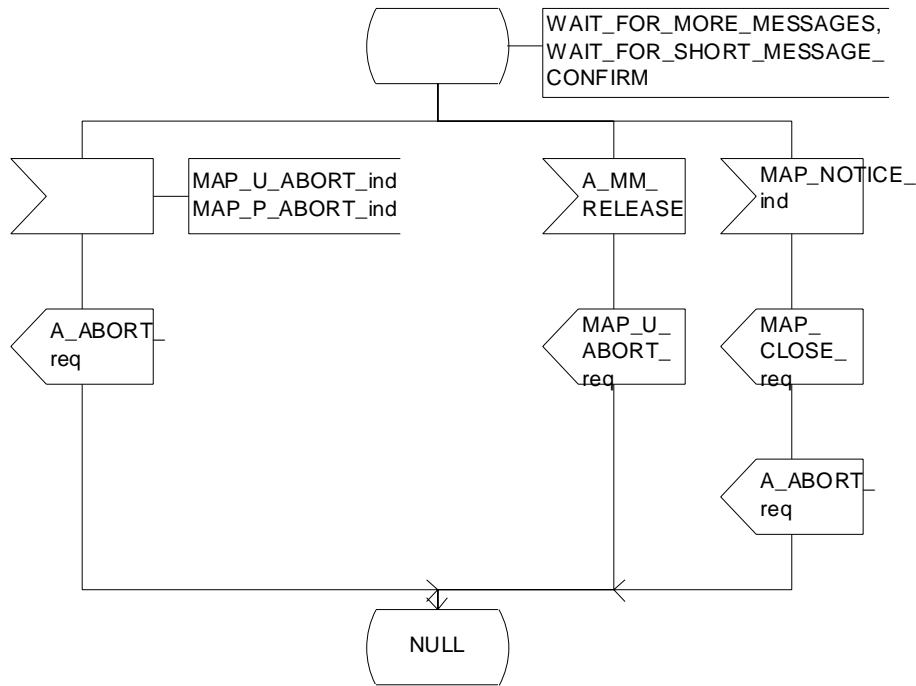 WAIT_FOR_MORE_MESSAGES,
WAIT_FOR_SHORT_MESSAGE_
CONFIRM
MAP_U_ABORT_ind
MAP_P_ABORT_ind
A_MM_
RELEASE
MAP_NOTICE_
ind
A_ABORT_
req
MAP_U_
ABORT_
req
MAP_
CLOSE_
req
A_ABORT_
req
NULL